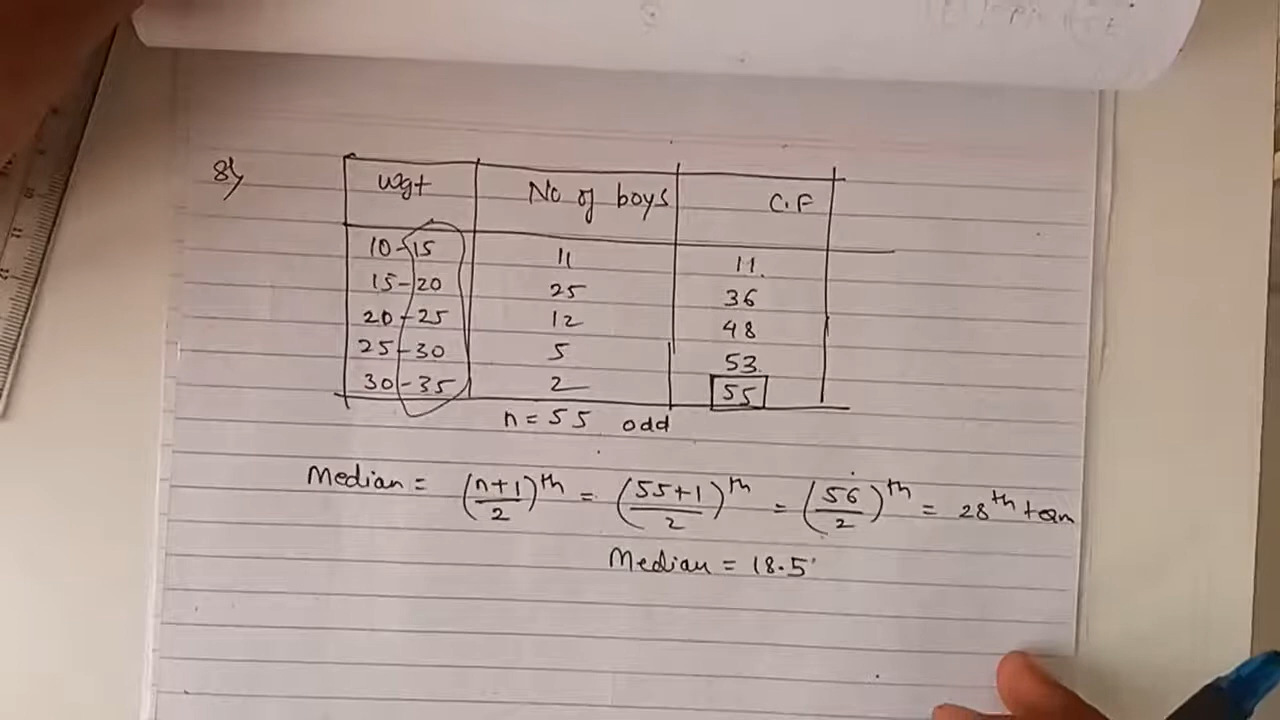 8)
Wgt No of boys C.F
10-15 11 11.
15-20 25 36
20-25 12 48
25-30 5 53.
30-35 2 55
n = 55 odd
Median = (n+1/2)th = (55+1/2)th = (56/2)th = 28th term
Median = 18.5